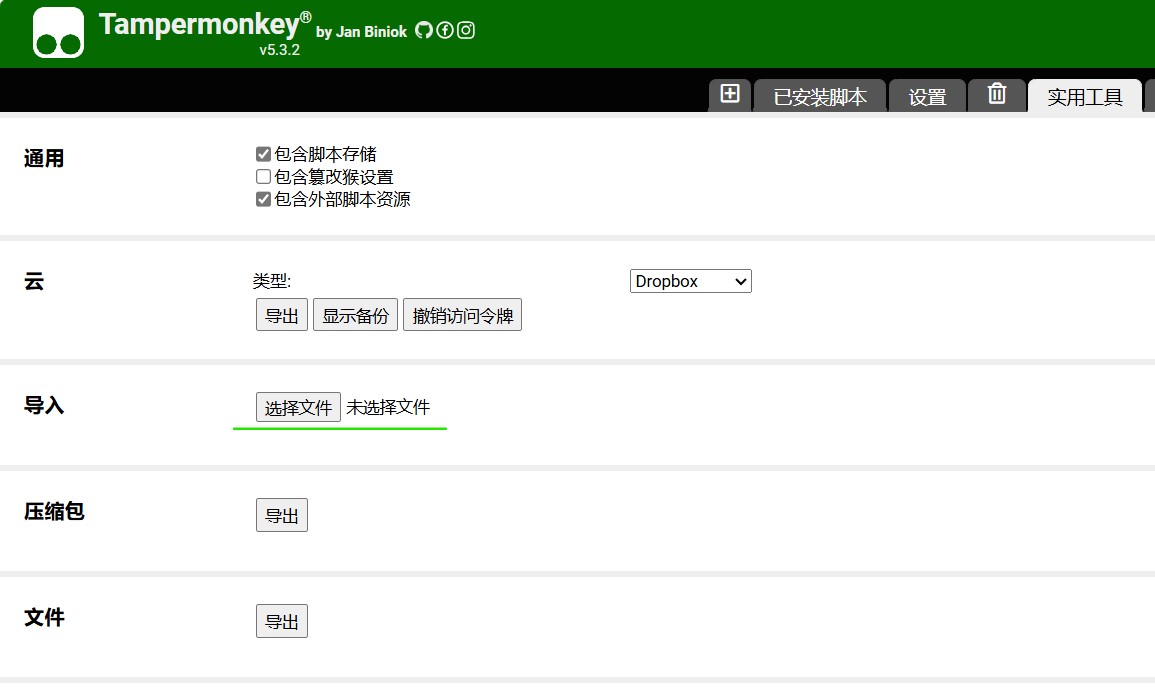 Tampermonkey® by Jan Biniok
v5.3.2
已安装脚本 设置 实用工具
通用
包含脚本存储
包含篡改猴设置
包含外部脚本资源
云
类型: Dropbox
导出 显示备份 撤销访问令牌
导入
选择文件 未选择文件
压缩包
导出
文件
导出